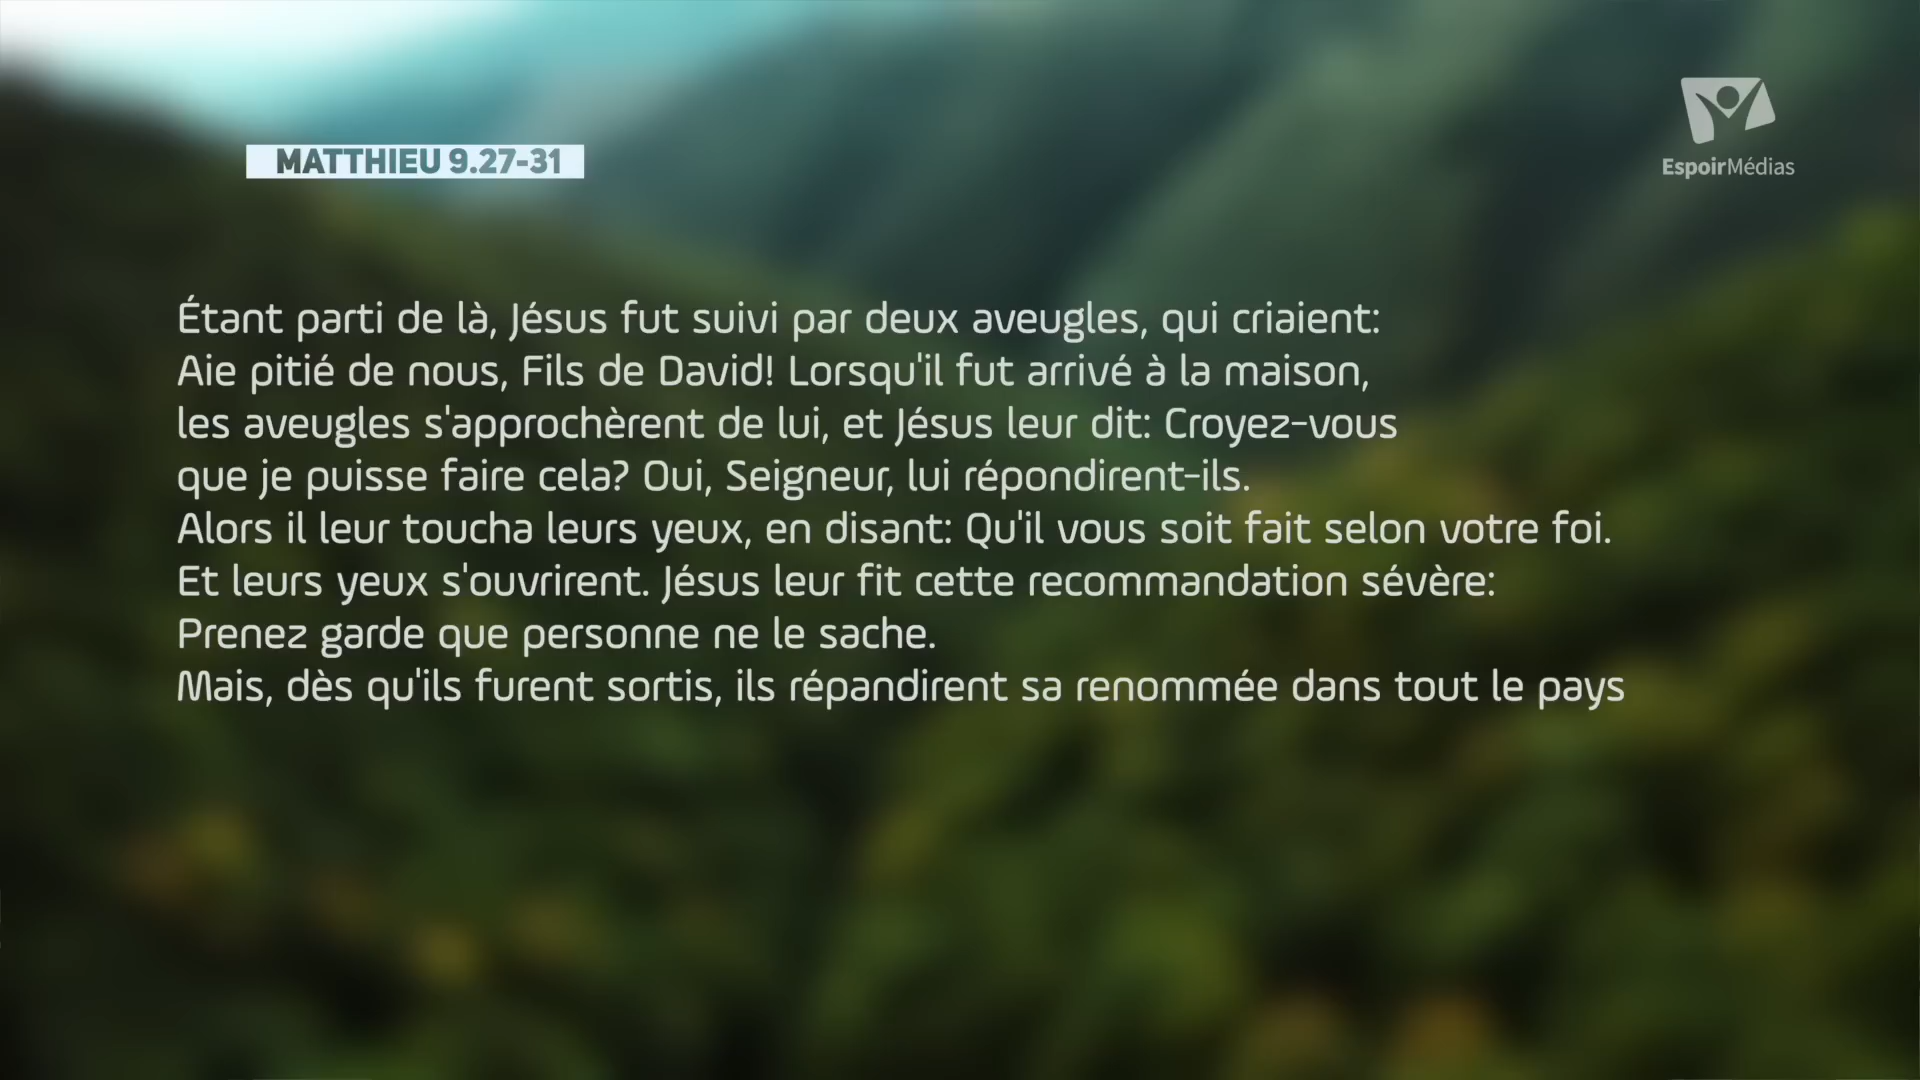 MATTHIEU 9.27-31
EspoirMédias
Étant parti de là, Jésus fut suivi par deux aveugles, qui criaient:
Aie pitié de nous, Fils de David! Lorsqu'il fut arrivé à la maison,
les aveugles s'approchèrent de lui, et Jésus leur dit: Croyez-vous
que je puisse faire cela? Oui, Seigneur, lui répondirent-ils.
Alors il leur toucha leurs yeux, en disant: Qu'il vous soit fait selon votre foi.
Et leurs yeux s'ouvrirent. Jésus leur fit cette recommandation sévère:
Prenez garde que personne ne le sache.
Mais, dès qu'ils furent sortis, ils répandirent sa renommée dans tout le pays